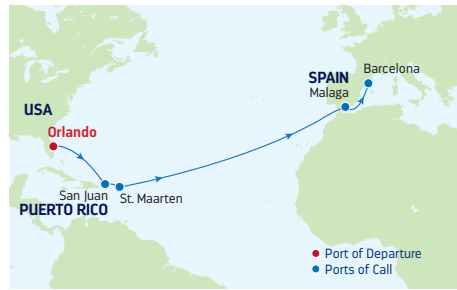 Barcelona
SPAIN
Malaga
USA
Orlando
San Juan
St. Maarten
PUERTO RICO
Port of Departure
Ports of Call